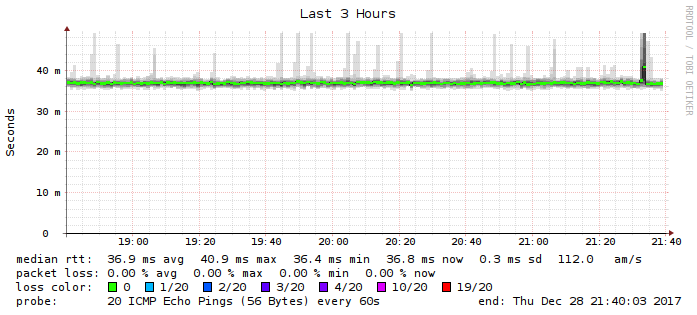 Last 3 Hours
RRDTOOL / TOBI OETIKER
Seconds
40 m
30 m
20 m
10 m
0
19:00 19:20 19:40 20:00 20:20 20:40 21:00 21:20 21:40
median rtt: 36.9 ms avg 40.9 ms max 36.4 ms min 36.8 ms now 0.3 ms sd 112.0 am/s
packet loss: 0.00 % avg 0.00 % max 0.00 % min 0.00 % now
loss color: 0 1/20 2/20 3/20 4/20 10/20 19/20
probe: 20 ICMP Echo Pings (56 Bytes) every 60s end: Thu Dec 28 21:40:03 2017